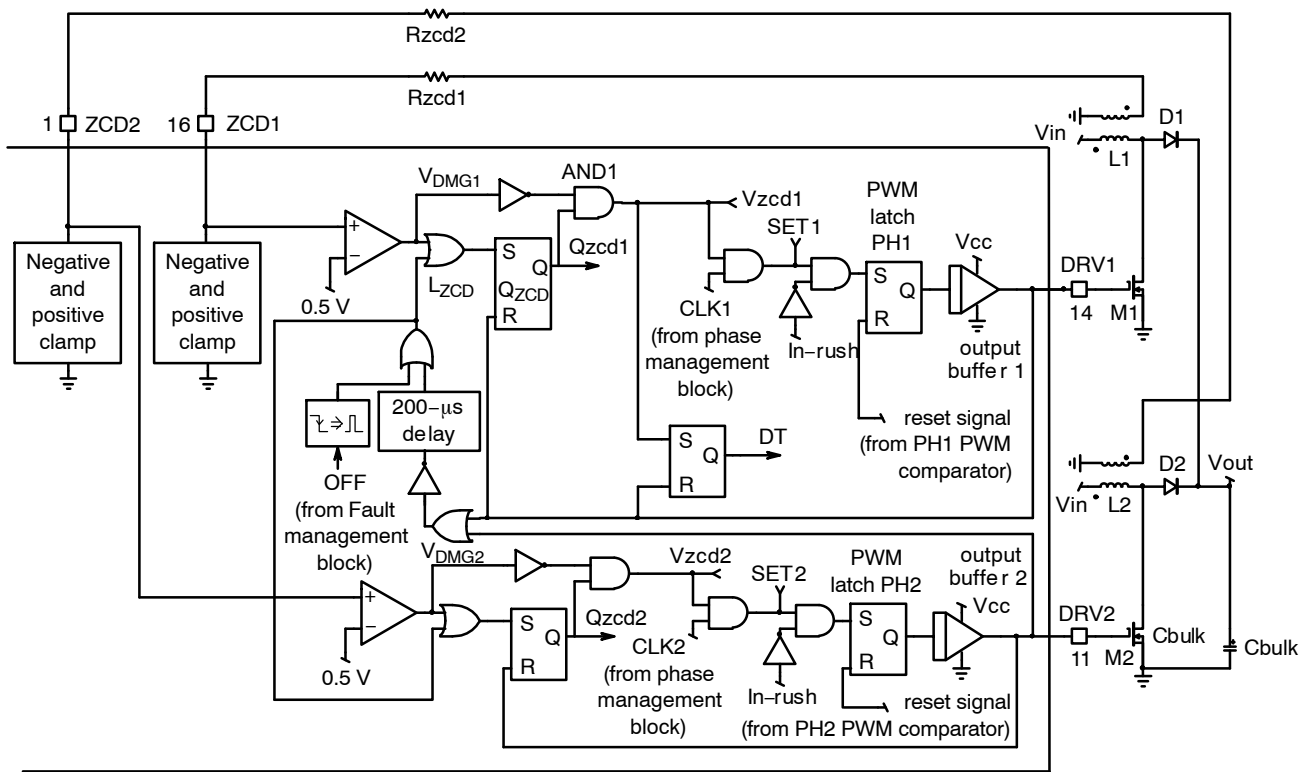 Rzcd2
Rzcd1
1 ZCD2
16 ZCD1
Vin
D1
L1
AND1
VDMG1
Vzcd1
PWM
latch
PH1
SET1
Vcc
DRV1
14
M1
Negative
and
positive
clamp
Negative
and
positive
clamp
+
−
0.5 V
LZCD
S
Q
QZCD
R
Qzcd1
CLK1
(from phase
management
block)
In−rush
S
Q
R
output
buffe r 1
⇒
200−μs
delay
OFF
(from Fault
management
block)
S
Q
R
DT
reset signal
(from PH1 PWM
comparator)
D2
Vout
Vin
L2
VDMG2
Vzcd2
SET2
PWM
latch PH2
output
buffe r 2
Vcc
DRV2
11
M2
Cbulk
Cbulk
+
−
0.5 V
S
Q
R
Qzcd2
CLK2
(from phase
management
block)
In−rush
S
Q
R
reset signal
(from PH2 PWM comparator)